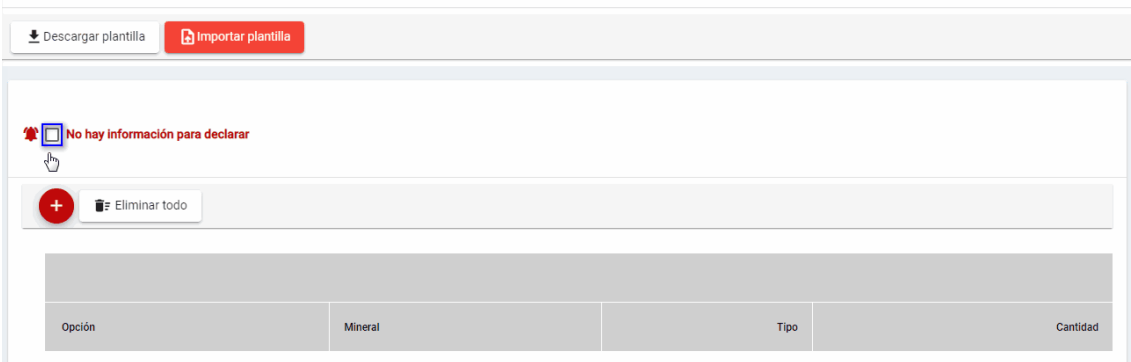 Descargar plantilla Importar plantilla
No hay información para declarar
+ Eliminar todo
Opción Mineral Tipo Cantidad